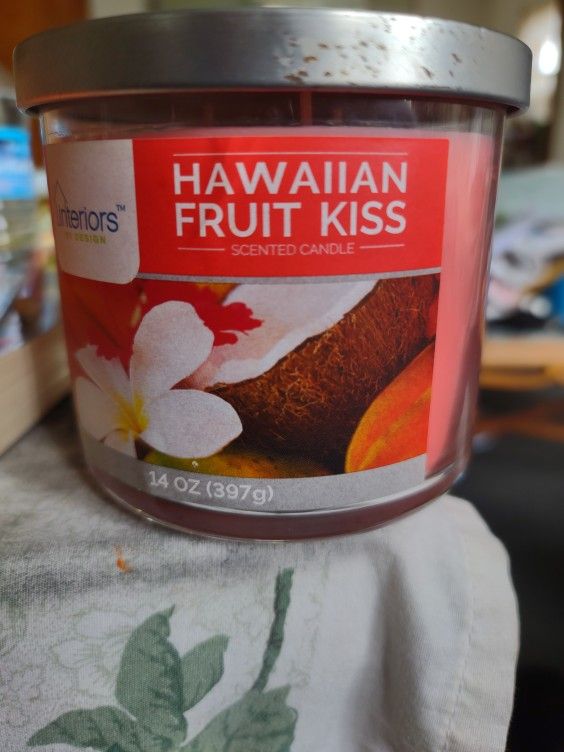 interiors™
BY DESIGN
HAWAIIAN
FRUIT KISS
SCENTED CANDLE
14 OZ (397g)